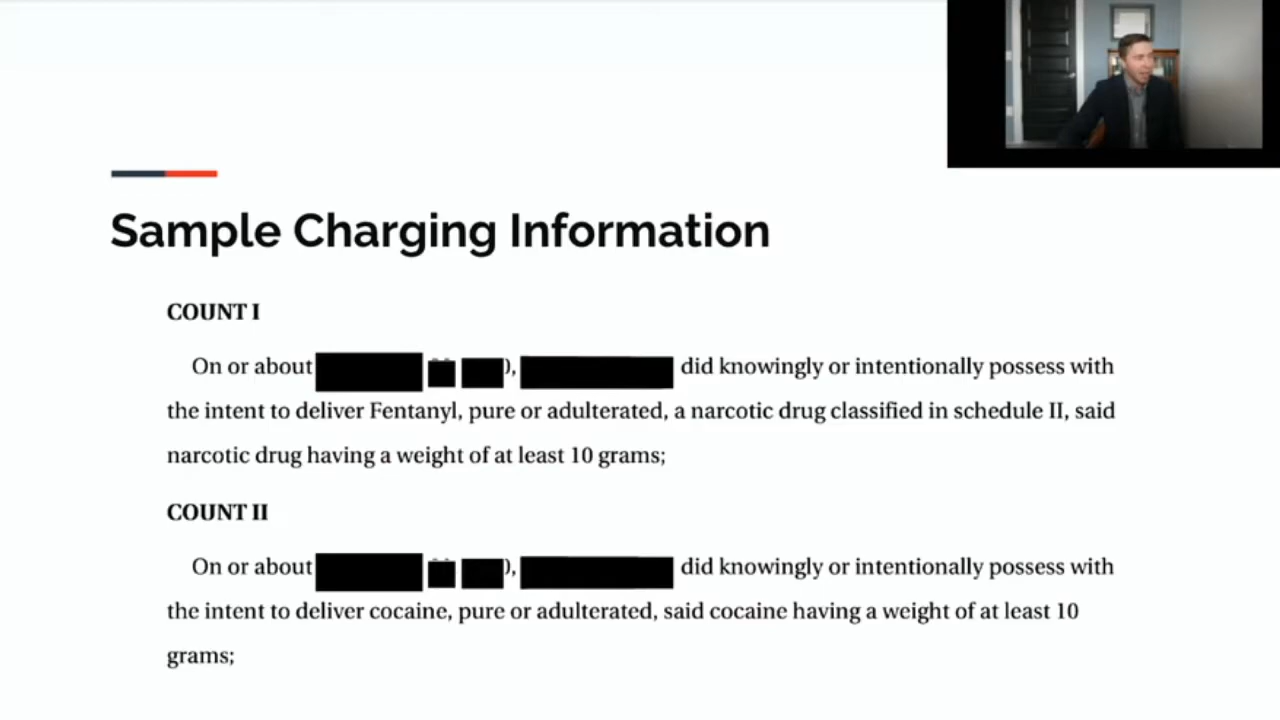 Sample Charging Information
COUNT I
On or about ), did knowingly or intentionally possess with
the intent to deliver Fentanyl, pure or adulterated, a narcotic drug classified in schedule II, said
narcotic drug having a weight of at least 10 grams;
COUNT II
On or about ), did knowingly or intentionally possess with
the intent to deliver cocaine, pure or adulterated, said cocaine having a weight of at least 10
grams;